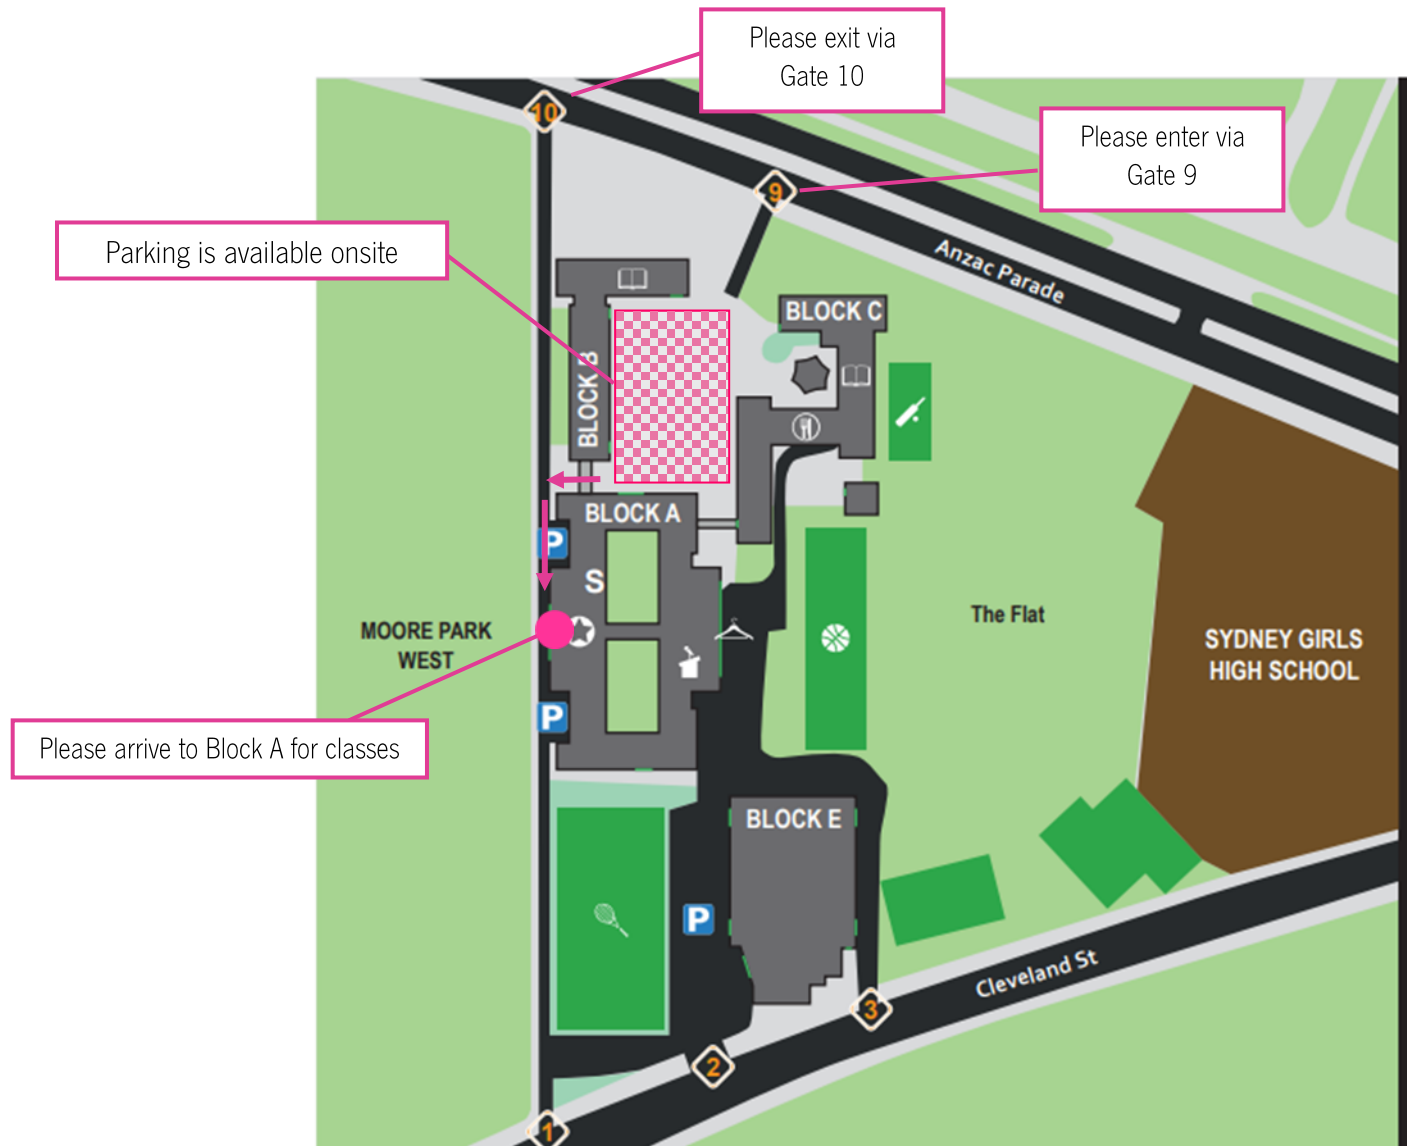 Please exit via
Gate 10
10
Please enter via
Gate 9
9
Parking is available onsite
Anzac Parade
BLOCK C
BLOCK B
BLOCK A
P
S
The Flat
MOORE PARK
WEST
SYDNEY GIRLS
HIGH SCHOOL
P
Please arrive to Block A for classes
BLOCK E
P
Cleveland St
3
2
1